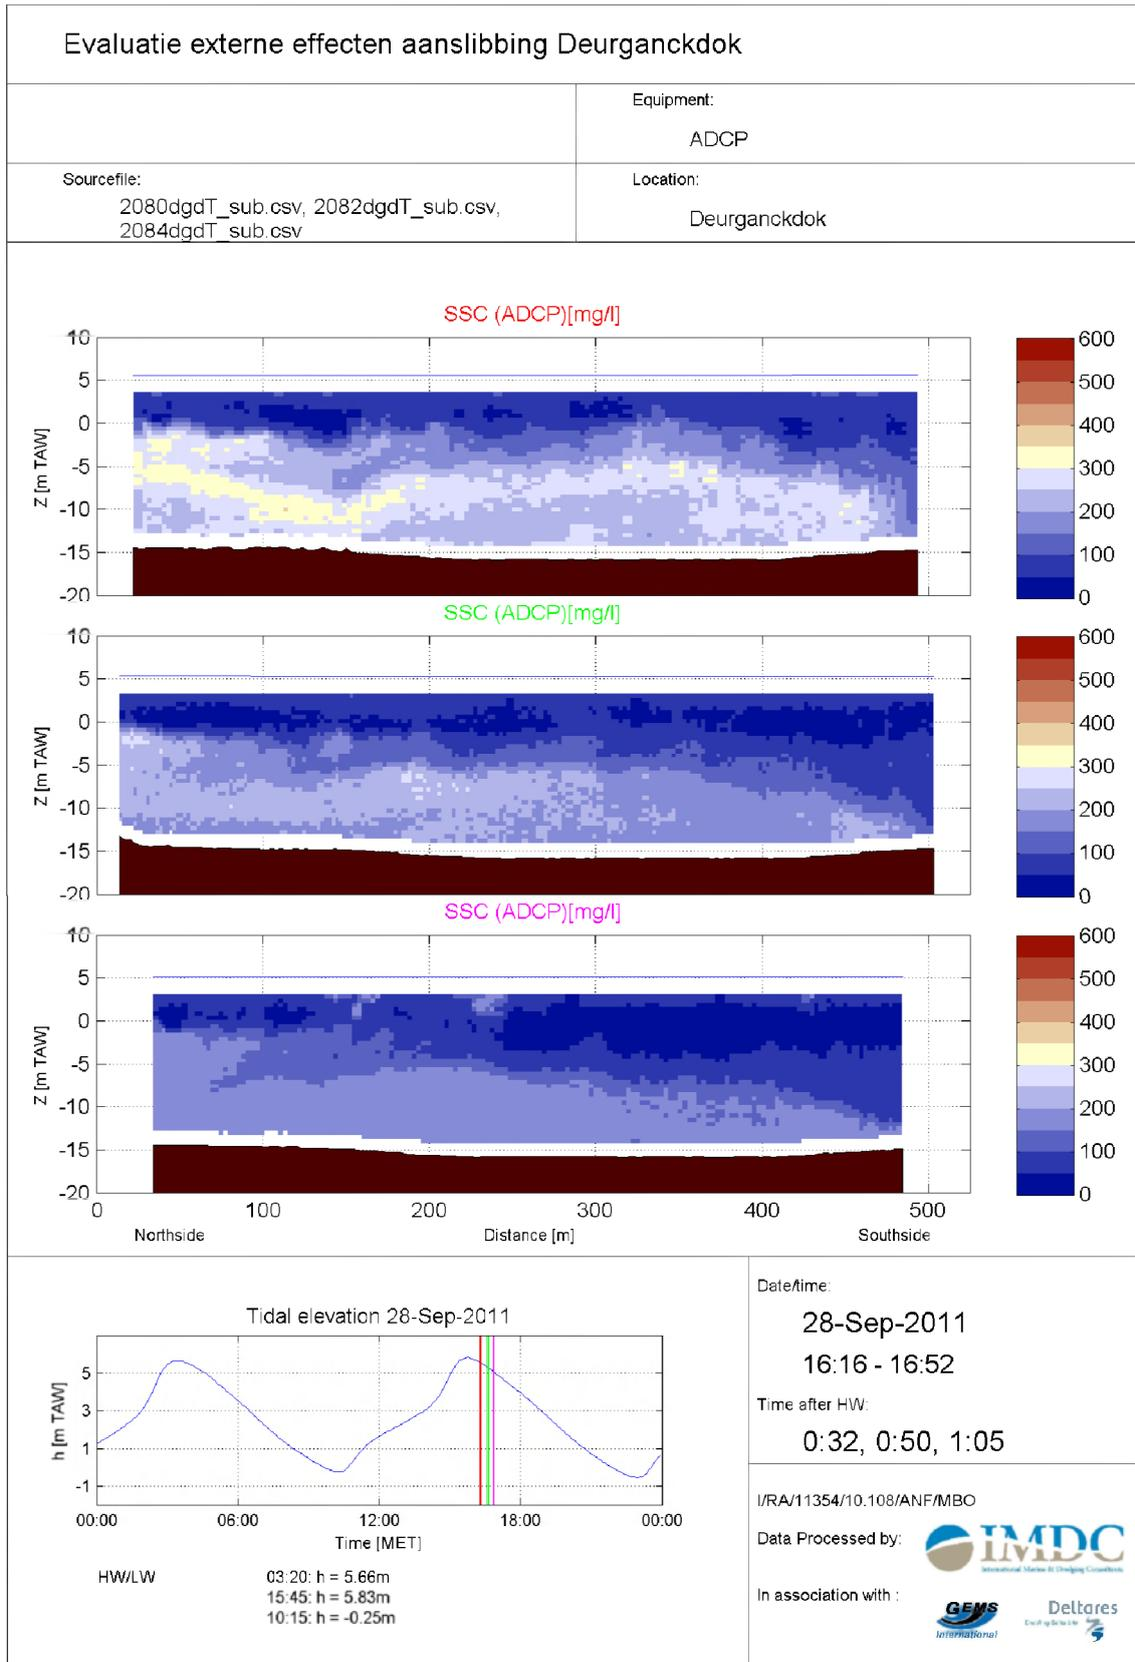 Evaluatie externe effecten aanslibbing Deurganckdok
Equipment:
ADCP
Sourcefile:
2080dgdT_sub.csv, 2082dgdT_sub.csv,
2084dgdT_sub.csv
Location:
Deurganckdok
SSC (ADCP)[mg/l]
10
5
0
-5
-10
-15
-20
Z [m TAW]
600
500
400
300
200
100
0
SSC (ADCP)[mg/l]
10
5
0
-5
-10
-15
-20
Z [m TAW]
600
500
400
300
200
100
0
SSC (ADCP)[mg/l]
10
5
0
-5
-10
-15
-20
Z [m TAW]
600
500
400
300
200
100
0
0 100 200 300 400 500
Northside Distance [m] Southside
Tidal elevation 28-Sep-2011
5
3
1
-1
h [m TAW]
00:00 06:00 12:00 18:00 00:00
Time [MET]
HW/LW 03:20: h = 5.66m
15:45: h = 5.83m
10:15: h = -0.25m
Date/time:
28-Sep-2011
16:16 - 16:52
Time after HW:
0:32, 0:50, 1:05
I/RA/11354/10.108/ANF/MBO
Data Processed by:
IMDC
International Marine & Dredging Consultants
In association with :
GEMS
International
Deltares